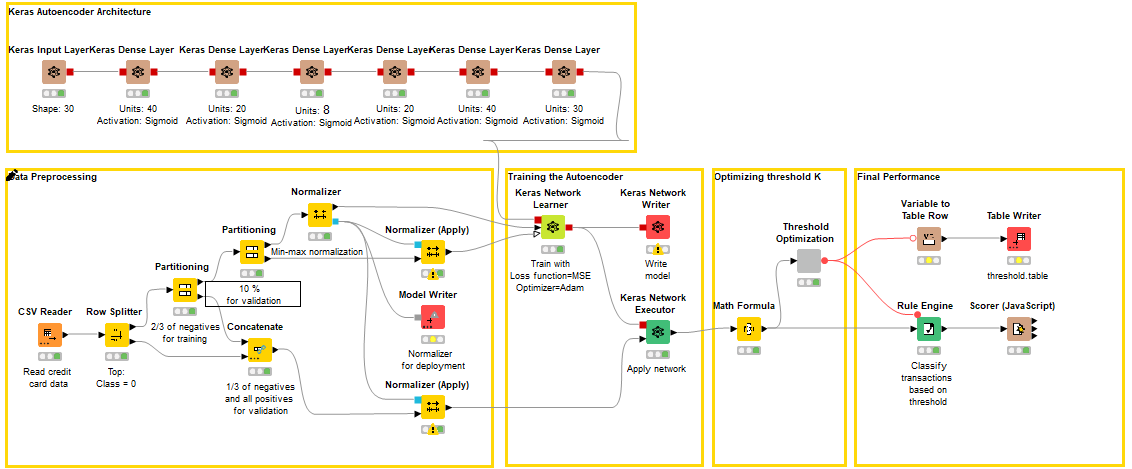 Keras Autoencoder Architecture
Keras Input Layer
Keras Dense Layer
Keras Dense Layer
Keras Dense Layer
Keras Dense Layer
Keras Dense Layer
Keras Dense Layer
Shape: 30
Units: 40
Activation: Sigmoid
Units: 20
Activation: Sigmoid
Units: 8
Activation: Sigmoid
Units: 20
Activation: Sigmoid
Units: 40
Activation: Sigmoid
Units: 30
Activation: Sigmoid
Data Preprocessing
CSV Reader
Read credit
card data
Row Splitter
Top:
Class = 0
Partitioning
2/3 of negatives
for training
Partitioning
10 %
for validation
Concatenate
1/3 of negatives
and all positives
for validation
Normalizer
Min-max normalization
Normalizer (Apply)
Model Writer
Normalizer
for deployment
Normalizer (Apply)
Training the Autoencoder
Keras Network
Learner
Train with
Loss function=MSE
Optimizer=Adam
Keras Network
Writer
Write
model
Keras Network
Executor
Apply network
Optimizing threshold K
Math Formula
Threshold
Optimization
Final Performance
Variable to
Table Row
Table Writer
threshold.table
Rule Engine
Classify
transactions
based on
threshold
Scorer (JavaScript)